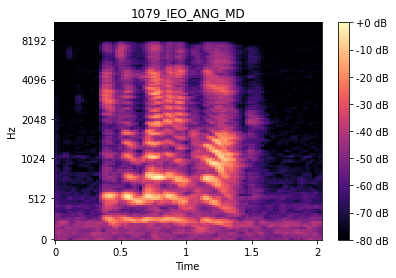 1079_IEO_ANG_MD
+0 dB
8192
-10 dB
4096
-20 dB
-30 dB
2048
-40 dB
Hz
1024
-50 dB
512
-60 dB
-70 dB
0
-80 dB
0
0.5
1
1.5
2
Time